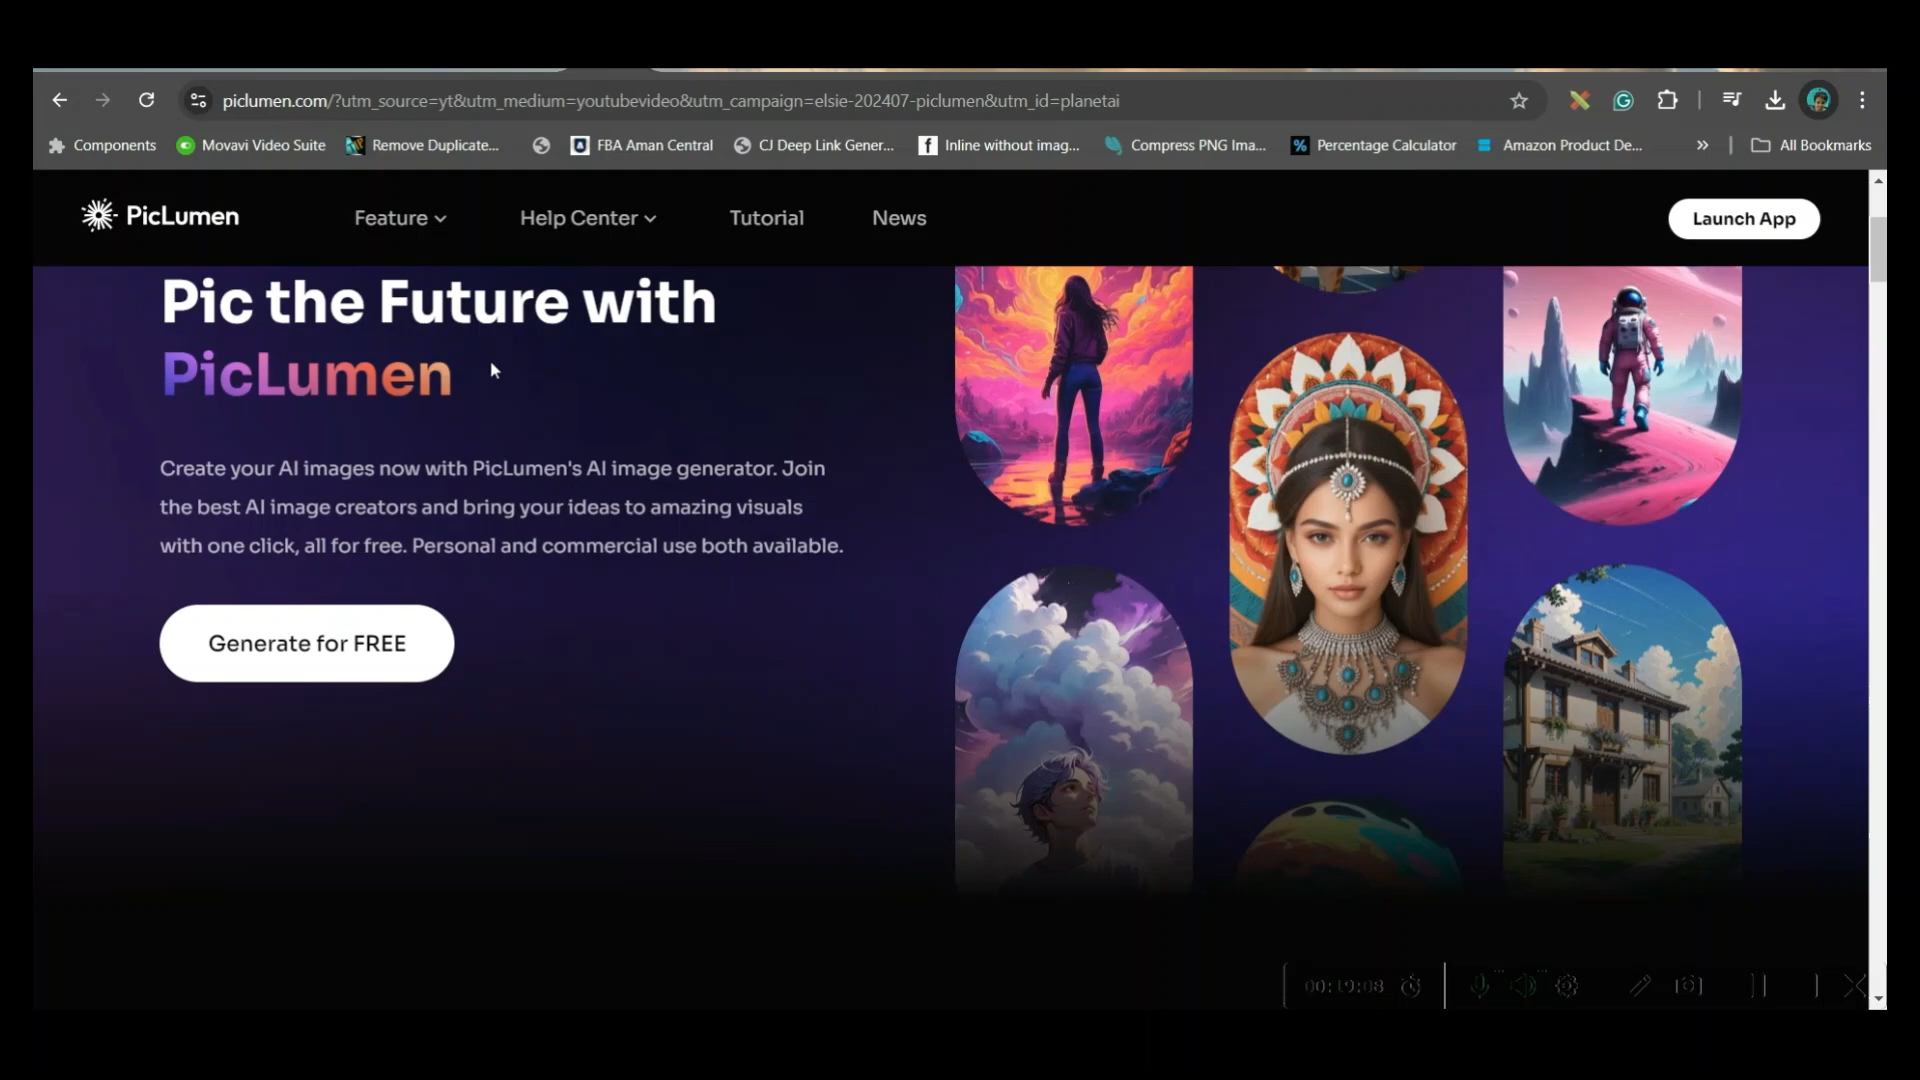 piclumen.com/?utm_source=yt&utm_medium=youtubevideo&utm_campaign=elsie-202407-piclumen&utm_id=planetai
Components Movavi Video Suite Remove Duplicate... FBA Aman Central CJ Deep Link Gener... Inline without imag... Compress PNG Ima... Percentage Calculator Amazon Product De... » All Bookmarks
PicLumen Feature Help Center Tutorial News Launch App
Pic the Future with
PicLumen
Create your AI images now with PicLumen's AI image generator. Join
the best AI image creators and bring your ideas to amazing visuals
with one click, all for free. Personal and commercial use both available.
Generate for FREE
00:19:08